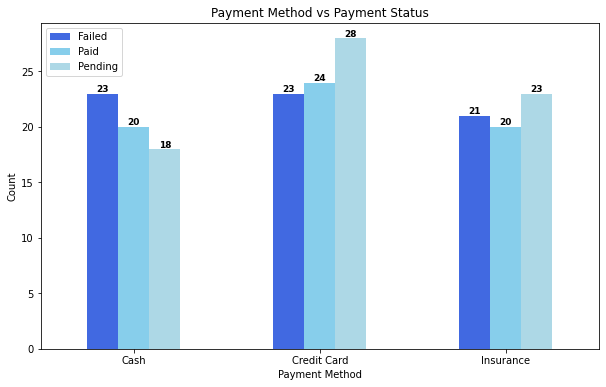 Payment Method vs Payment Status
Failed
Paid
Pending
Count
25
20
15
10
5
0
23
20
18
23
24
28
21
20
23
Cash
Credit Card
Insurance
Payment Method